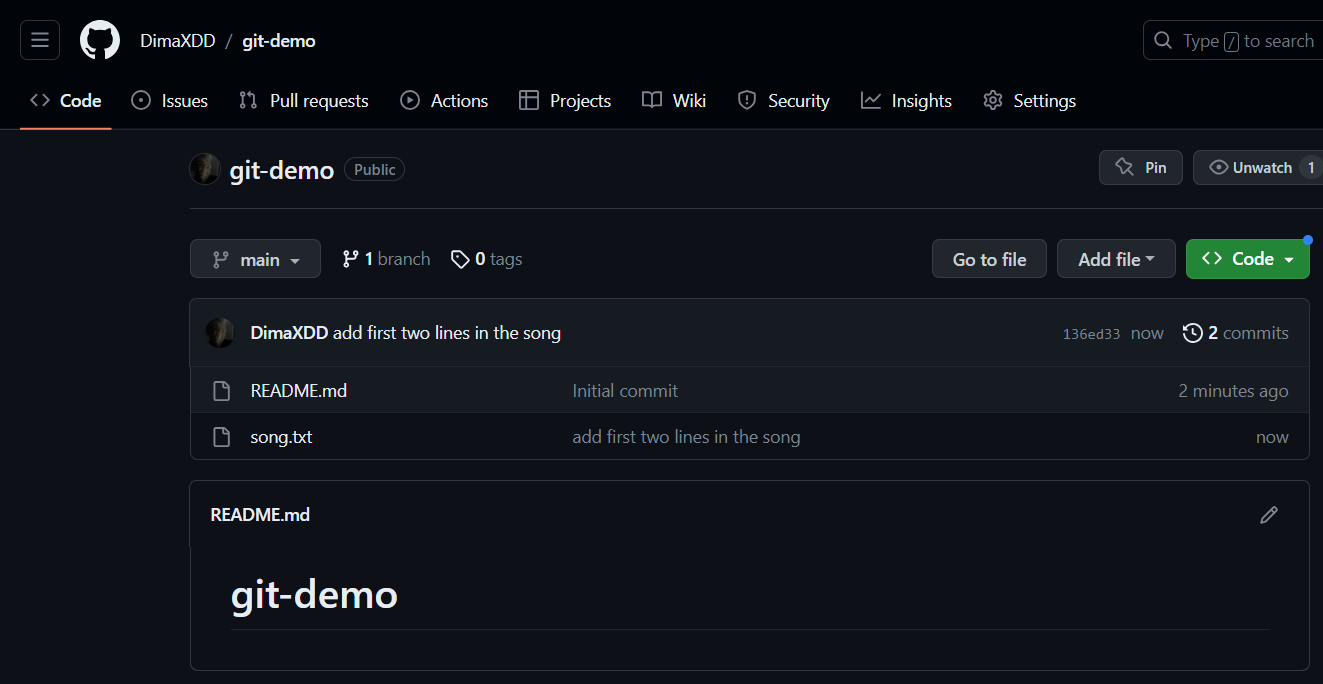 DimaXDD / git-demo
Type / to search
Code Issues Pull requests Actions Projects Wiki Security Insights Settings
git-demo Public
Pin
Unwatch 1
main 1 branch 0 tags
Go to file Add file Code
DimaXDD add first two lines in the song 136ed33 now 2 commits
README.md Initial commit 2 minutes ago
song.txt add first two lines in the song now
README.md
git-demo